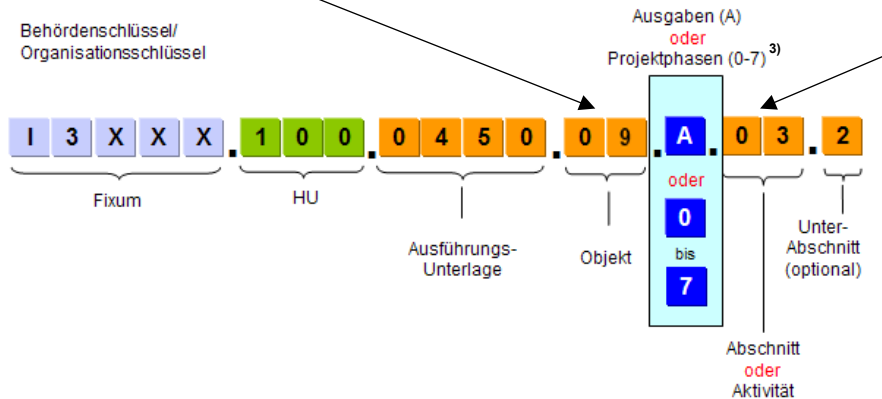 Ausgaben (A)
oder
Projektphasen (0-7) 3)
Behördenschlüssel/
Organisationsschlüssel
I 3 X X X . 1 0 0 . 0 4 5 0 . 0 9 . A . 0 3 . 2
Fixum
HU
Ausführungs-
Unterlage
Objekt
oder
0
bis
7
Unter-
Abschnitt
(optional)
Abschnitt
oder
Aktivität